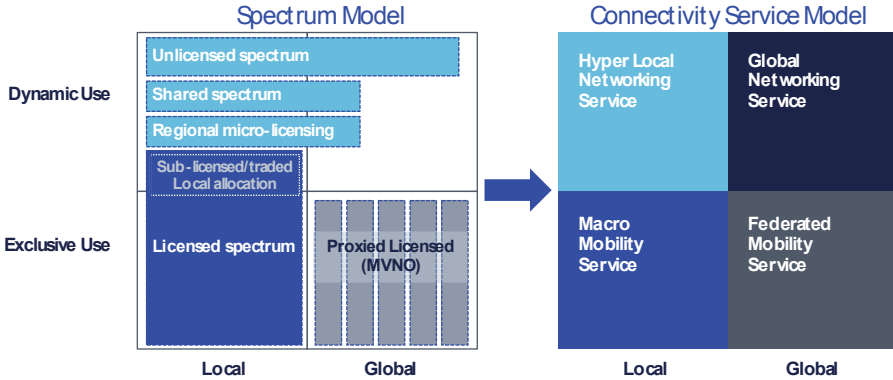 Spectrum Model
Connectivity Service Model
Dynamic Use
Unlicensed spectrum
Shared spectrum
Regional micro-licensing
Sub-licensed/traded
Local allocation
Exclusive Use
Licensed spectrum
Proxied Licensed
(MVNO)
Local
Global
Hyper Local
Networking
Service
Global
Networking
Service
Macro
Mobility
Service
Federated
Mobility
Service
Local
Global